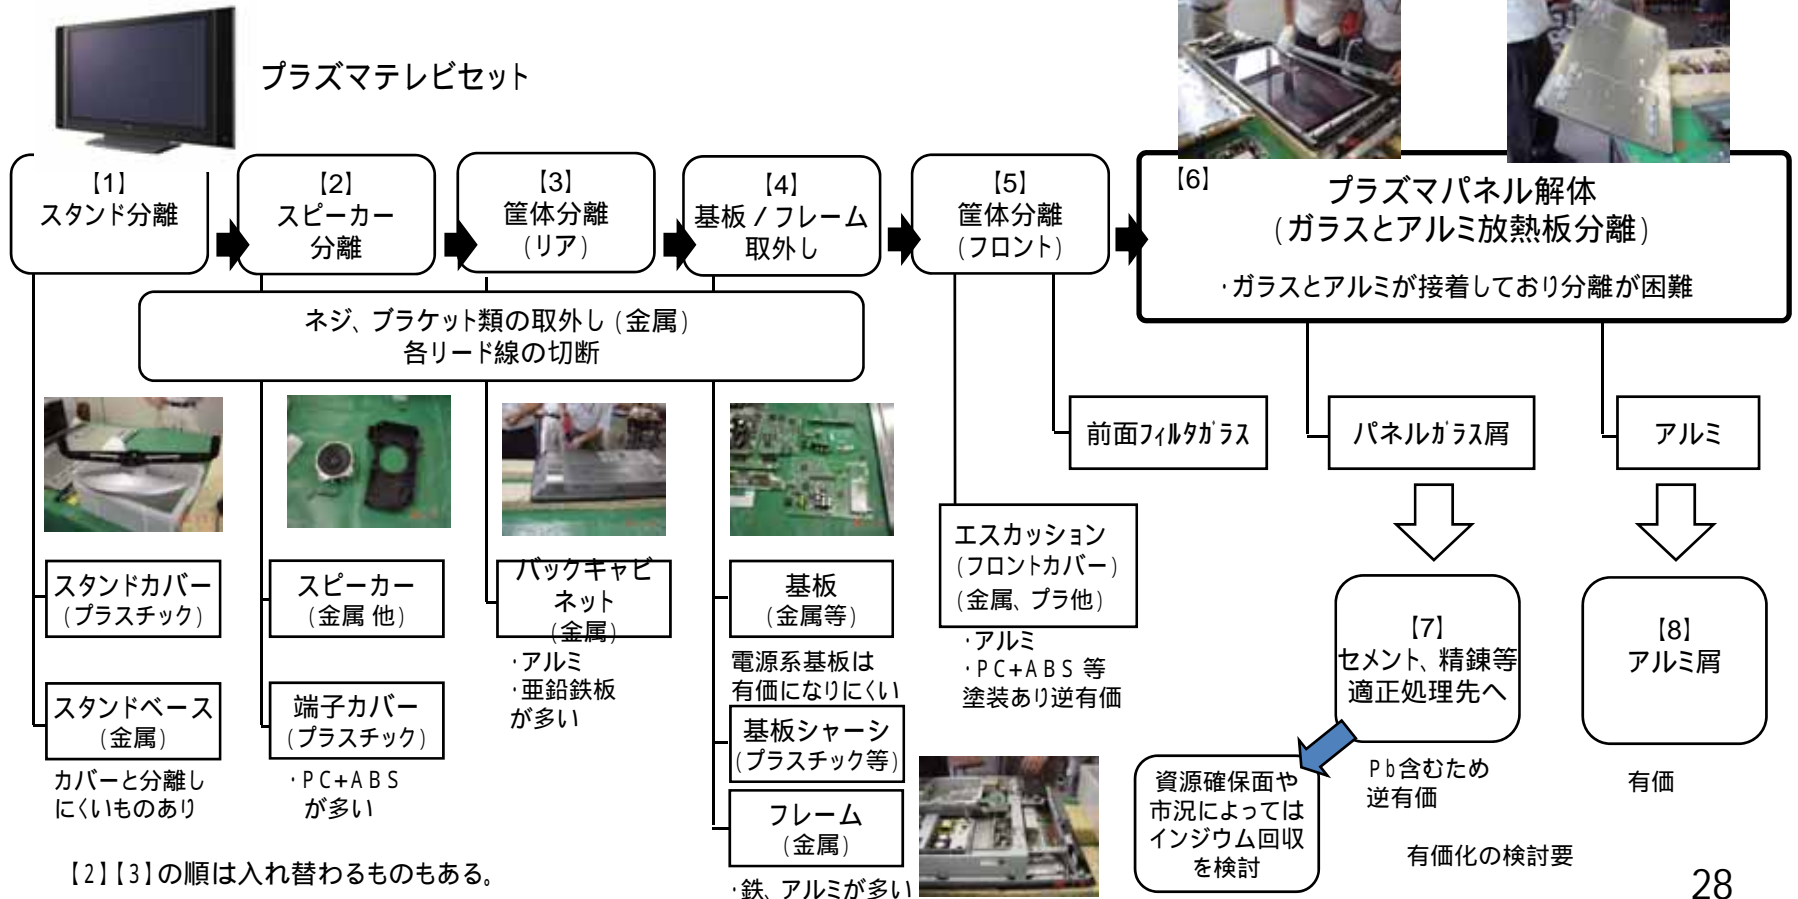 プラズマテレビセット
【1】
スタンド分離
【2】
スピーカー
分離
【3】
筐体分離
(リア)
【4】
基板/フレーム
取外し
【5】
筐体分離
(フロント)
【6】
プラズマパネル解体
(ガラスとアルミ放熱板分離)
・ガラスとアルミが接着しており分離が困難
ネジ、ブラケット類の取外し(金属)
各リード線の切断
前面フィルタガラス
パネルガラス屑
アルミ
スタンドカバー
(プラスチック)
スタンドベース
(金属)
カバーと分離し
にくいものあり
スピーカー
(金属 他)
端子カバー
(プラスチック)
・PC+ABS
が多い
バックキャビ
ネット
(金属)
・アルミ
・亜鉛鉄板
が多い
基板
(金属等)
電源系基板は
有価になりにくい
基板シャーシ
(プラスチック等)
フレーム
(金属)
・鉄、アルミが多い
エスカッション
(フロントカバー)
(金属、プラ他)
・アルミ
・PC+ABS 等
塗装あり逆有価
【7】
セメント、精錬等
適正処理先へ
Pb含むため
逆有価
資源確保面や
市況によっては
インジウム回収
を検討
【8】
アルミ屑
有価
有価化の検討要
【2】【3】の順は入れ替わるものもある。
28